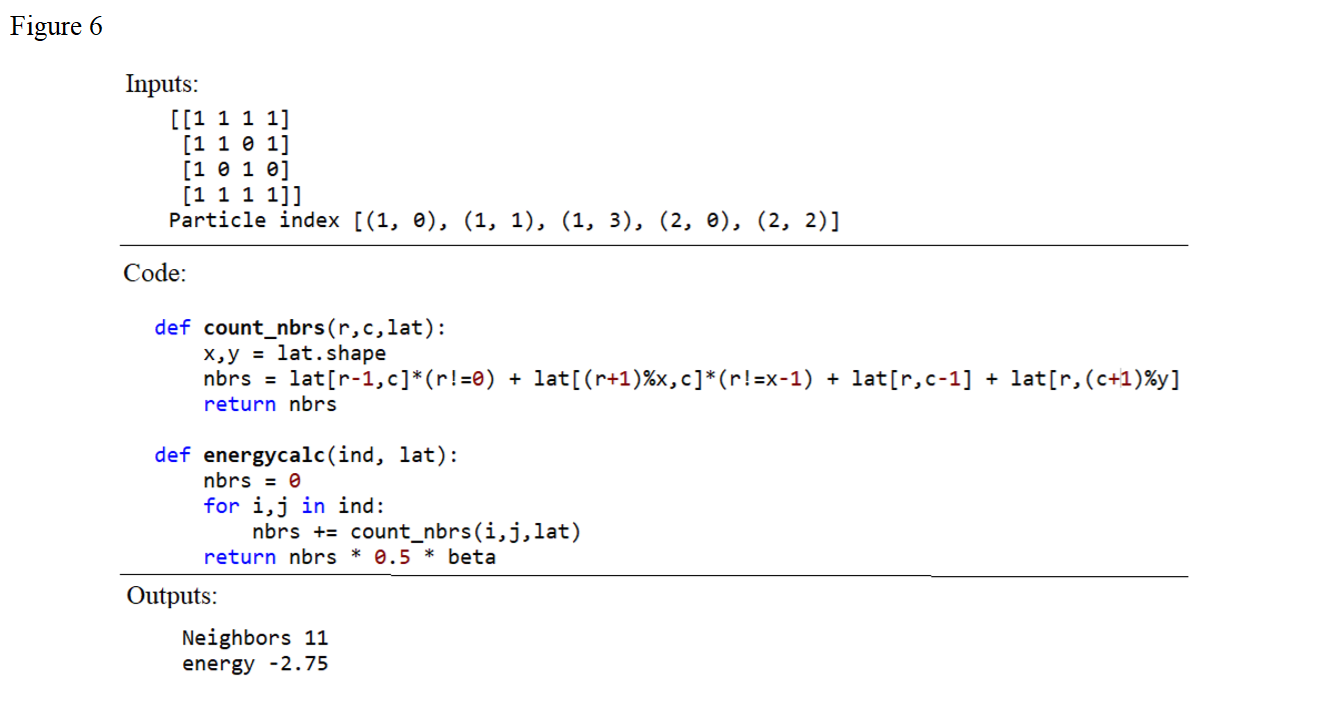 Figure 6
Inputs:
[[1 1 1 1]
[1 1 0 1]
[1 0 1 0]
[1 1 1 1]]
Particle index [(1, 0), (1, 1), (1, 3), (2, 0), (2, 2)]
Code:
def count_nbrs(r,c,lat):
x,y = lat.shape
nbrs = lat[r-1,c]*(r!=0) + lat[(r+1)%x,c]*(r!=x-1) + lat[r,c-1] + lat[r,(c+1)%y]
return nbrs
def energycalc(ind, lat):
nbrs = 0
for i,j in ind:
nbrs += count_nbrs(i,j,lat)
return nbrs * 0.5 * beta
Outputs:
Neighbors 11
energy -2.75